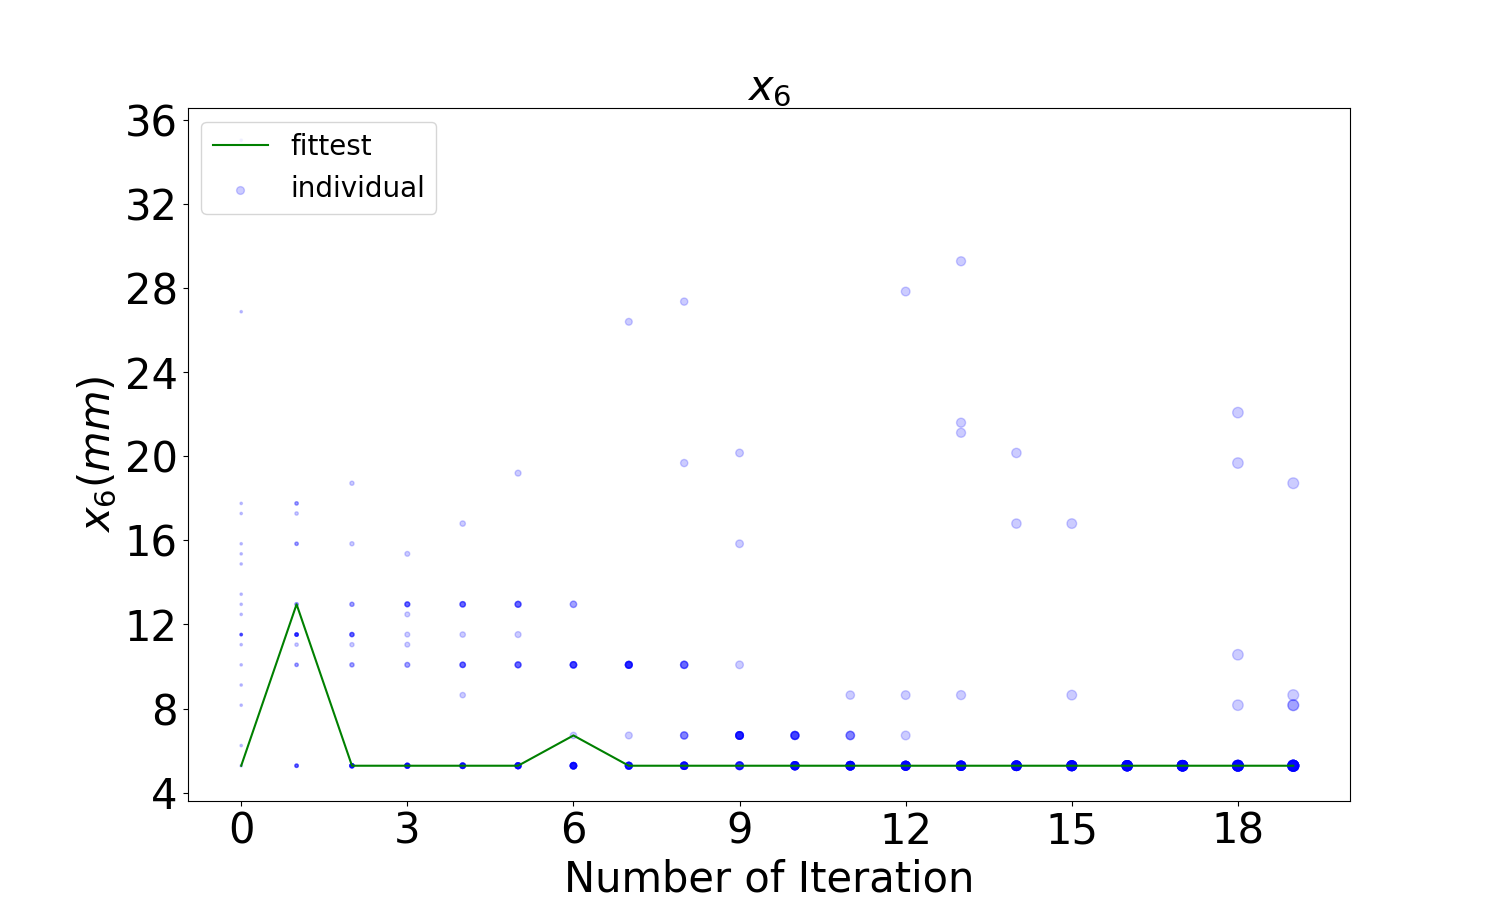 x₆
36
32
28
24
20
16
12
8
4
fittest
individual
x₆(mm)
0 3 6 9 12 15 18
Number of Iteration